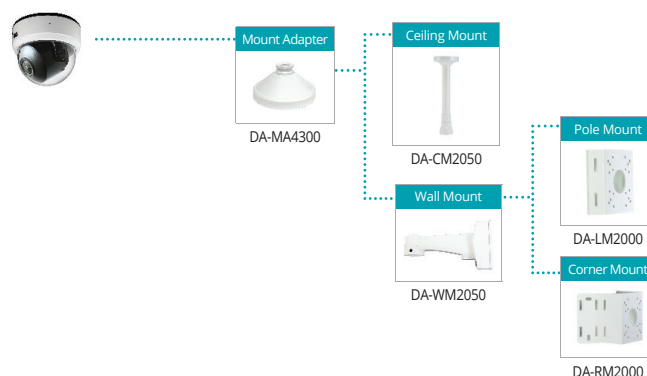 Mount Adapter
DA-MA4300
Ceiling Mount
DA-CM2050
Wall Mount
DA-WM2050
Pole Mount
DA-LM2000
Corner Mount
DA-RM2000